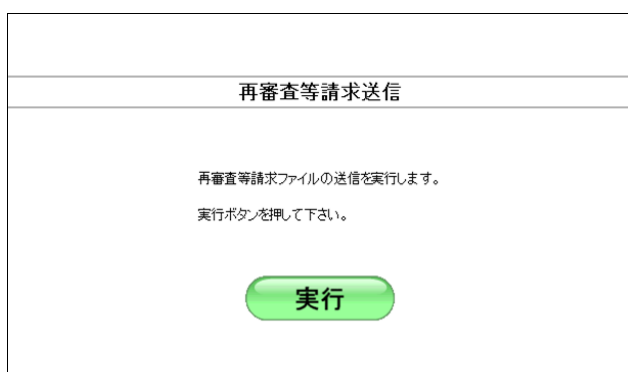 再審査等請求送信
再審査等請求ファイルの送信を実行します。
実行ボタンを押して下さい。
実行